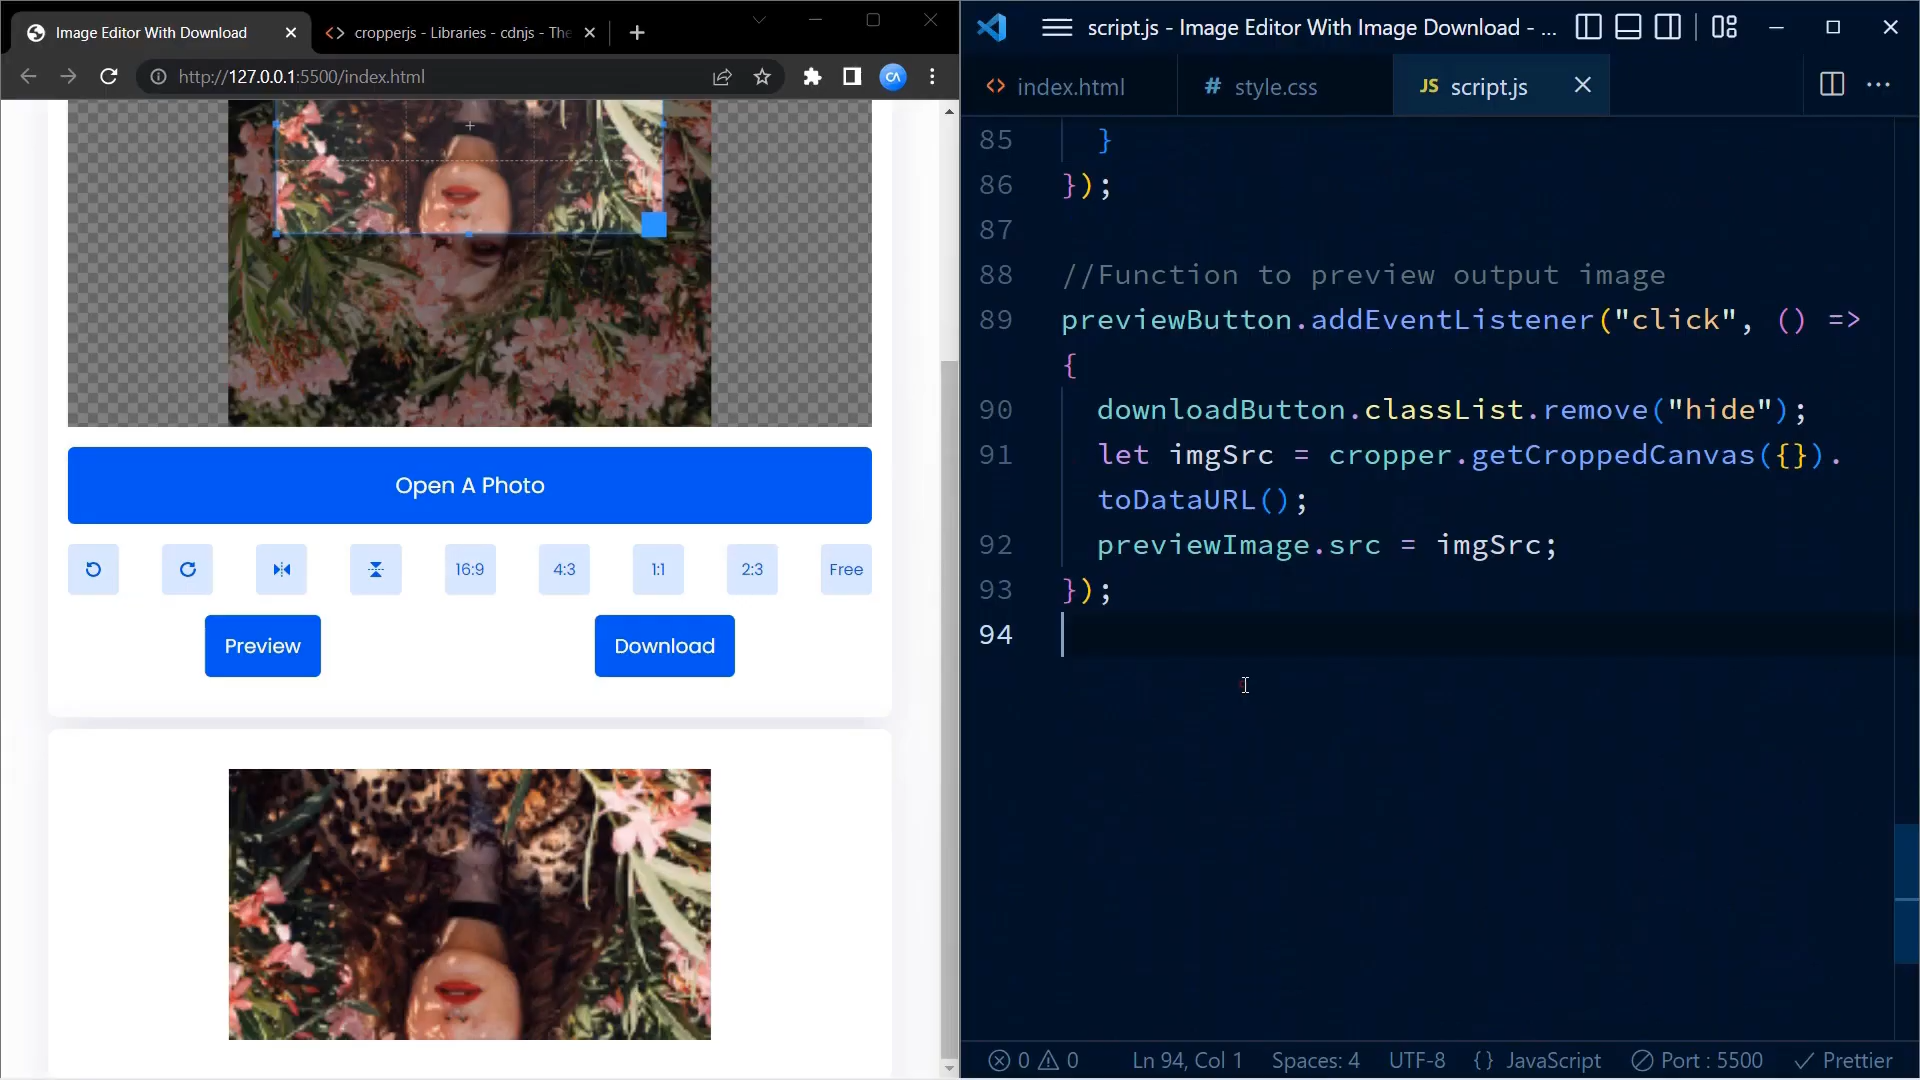 Image Editor With Download
cropperjs - Libraries - cdnjs - The
http://127.0.0.1:5500/index.html
CA
Open A Photo
16:9
4:3
1:1
2:3
Free
Preview
Download
script.js - Image Editor With Image Download - ...
<> index.html
# style.css
JS script.js
85 }
86 });
87
88 //Function to preview output image
89 previewButton.addEventListener("click", () =>
{
90 downloadButton.classList.remove("hide");
91 let imgSrc = cropper.getCroppedCanvas({}).
toDataURL();
92 previewImage.src = imgSrc;
93 });
94
0 0 Ln 94, Col 1 Spaces: 4 UTF-8 {} JavaScript Port : 5500 Prettier